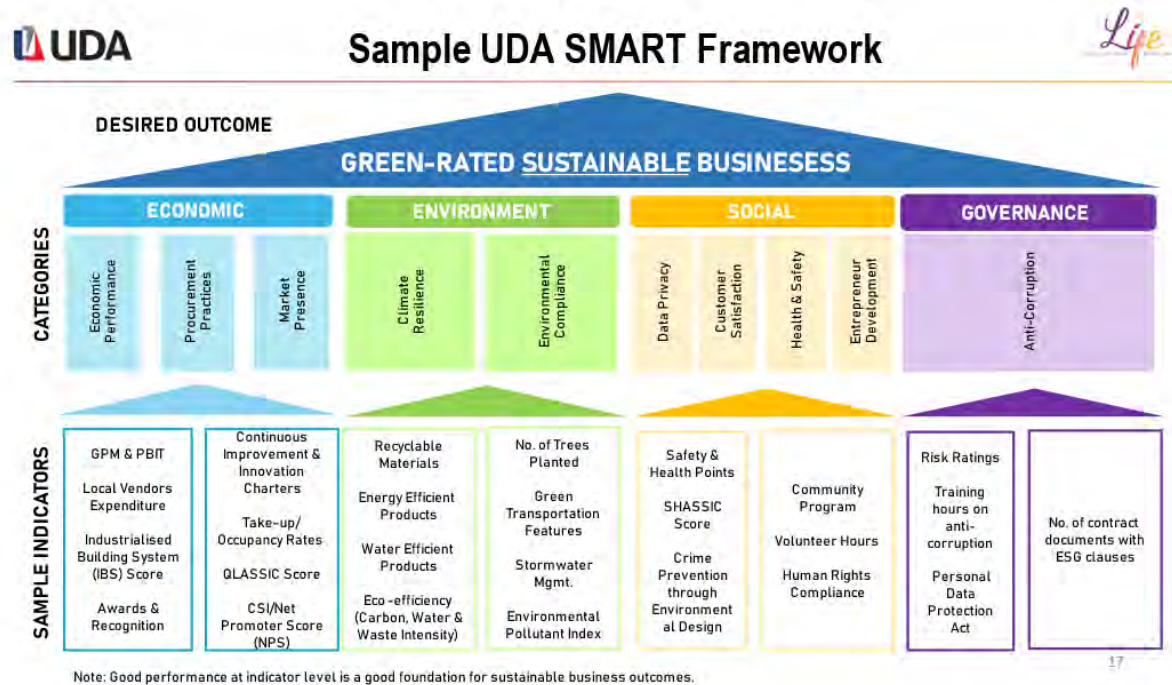 UDA
Sample UDA SMART Framework
Life
DESIRED OUTCOME
GREEN-RATED SUSTAINABLE BUSINESESS
CATEGORIES
ECONOMIC
Economic
Performance
Procurement
Practices
Market
Presence
ENVIRONMENT
Climate
Resilience
Environmental
Compliance
SOCIAL
Data Privacy
Customer
Satisfaction
Health & Safety
Entrepreneur
Development
GOVERNANCE
Anti-Corruption
SAMPLE INDICATORS
GPM & PBIT
Local Vendors
Expenditure
Industrialised
Building System
(IBS) Score
Awards &
Recognition
Continuous
Improvement &
Innovation
Charters
Take-up/
Occupancy Rates
QLASSIC Score
CSI/Net
Promoter Score
(NPS)
Recyclable
Materials
Energy Efficient
Products
Water Efficient
Products
Eco-efficiency
(Carbon, Water &
Waste Intensity)
No. of Trees
Planted
Green
Transportation
Features
Stormwater
Mgmt.
Environmental
Pollutant Index
Safety &
Health Points
SHASSIC
Score
Crime
Prevention
through
Environment
al Design
Community
Program
Volunteer Hours
Human Rights
Compliance
Risk Ratings
Training
hours on
anti-
corruption
Personal
Data
Protection
Act
No. of contract
documents with
ESG clauses
17
Note: Good performance at indicator level is a good foundation for sustainable business outcomes.